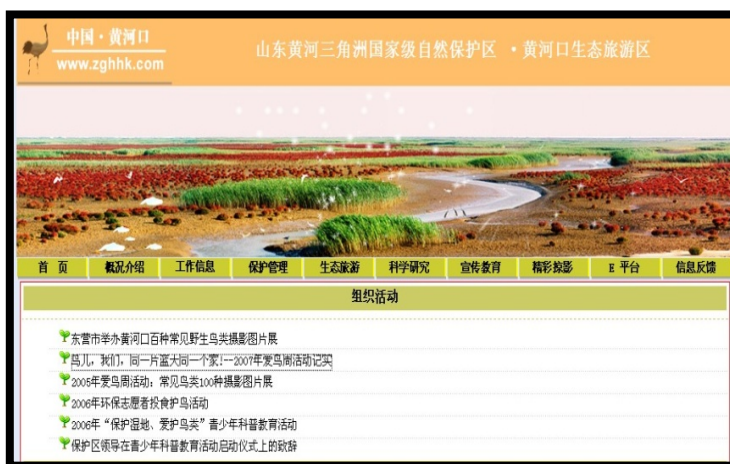 中国·黄河口
www.zghhk.com
山东黄河三角洲国家级自然保护区 ·黄河口生态旅游区
首 页 概况介绍 工作信息 保护管理 生态旅游 科学研究 宣传教育 精彩掠影 E 平台 信息反馈
组织活动
东营市举办黄河口百种常见野生鸟类摄影图片展
鸟儿，我们，同一片蓝天同一个家!--2007年爱鸟周活动记实
2005年爱鸟周活动：常见鸟类100种摄影图片展
2006年环保志愿者投食护鸟活动
2006年“保护湿地、爱护鸟类”青少年科普教育活动
保护区领导在青少年科普教育活动启动仪式上的致辞